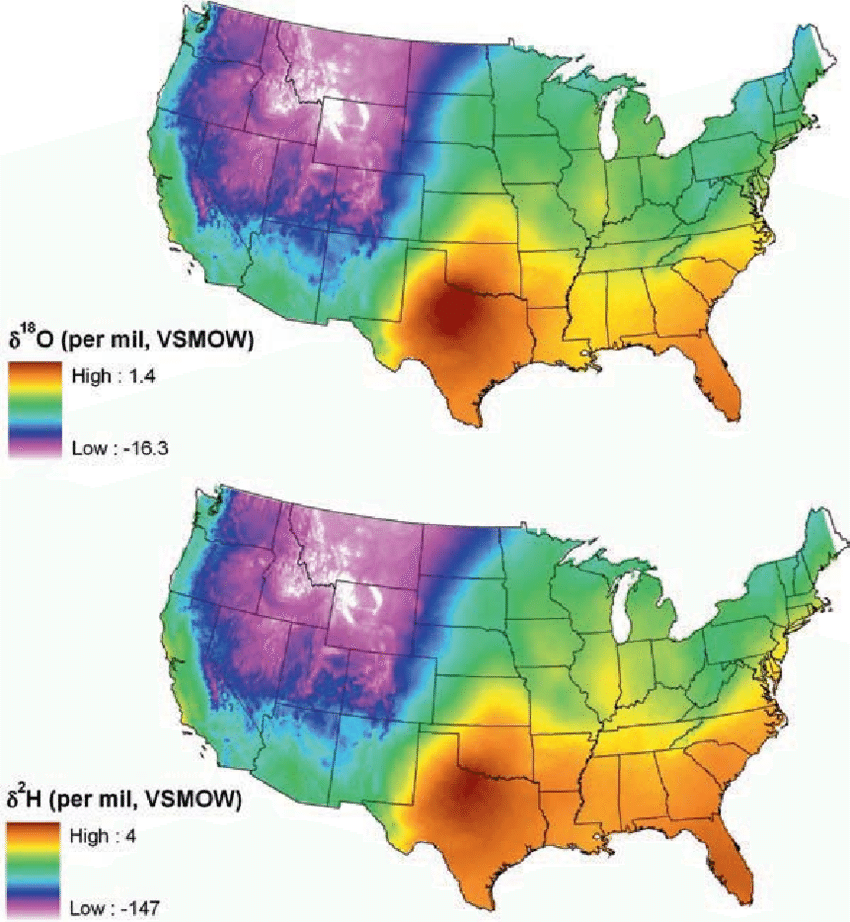 δ¹⁸O (per mil, VSMOW)
High : 1.4
Low : -16.3
δ²H (per mil, VSMOW)
High : 4
Low : -147